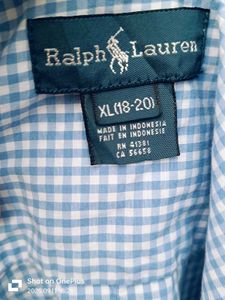 Ralph Lauren
XL(18-20)
MADE IN INDONESIA
FAIT EN INDONESIE
RN 41381
CA 56658
Shot on OnePlus